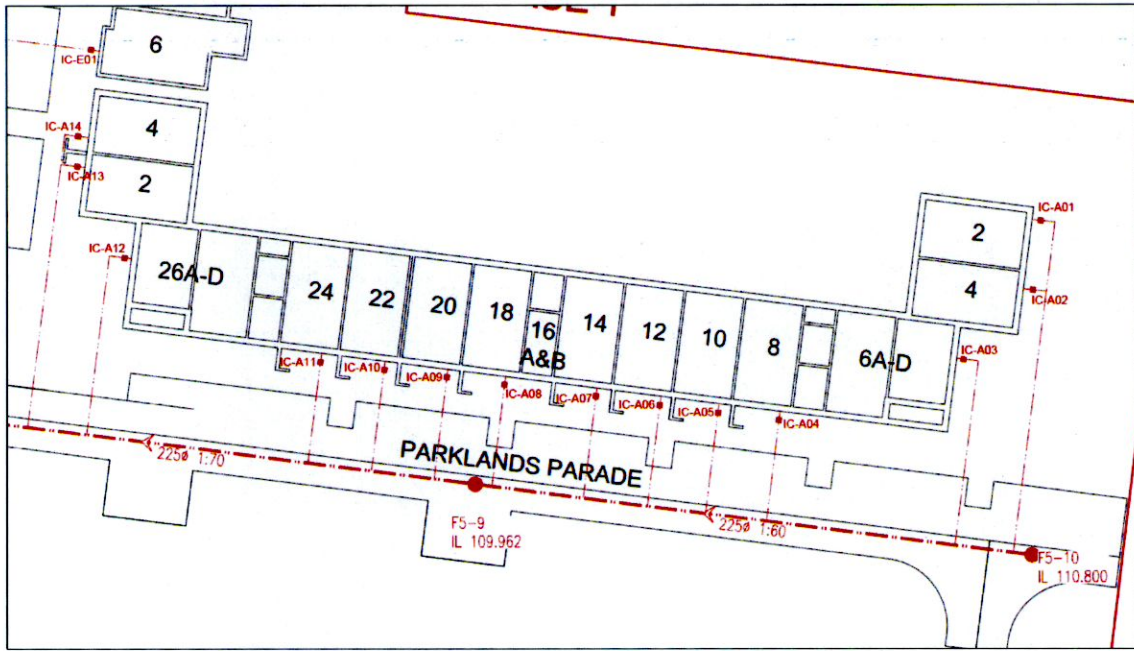 6
IC-E01
IC-A14
4
IC-A13
2
IC-A01
2
IC-A12
26A-D
4
IC-A02
24
22
20
18
16
A&B
14
12
10
8
6A-D
IC-A03
IC-A11
IC-A10
IC-A09
IC-A08
IC-A07
IC-A06
IC-A05
IC-A04
PARKLANDS PARADE
225ø 1:70
F5-9
IL 109.962
225ø 1:60
F5-10
IL 110.800